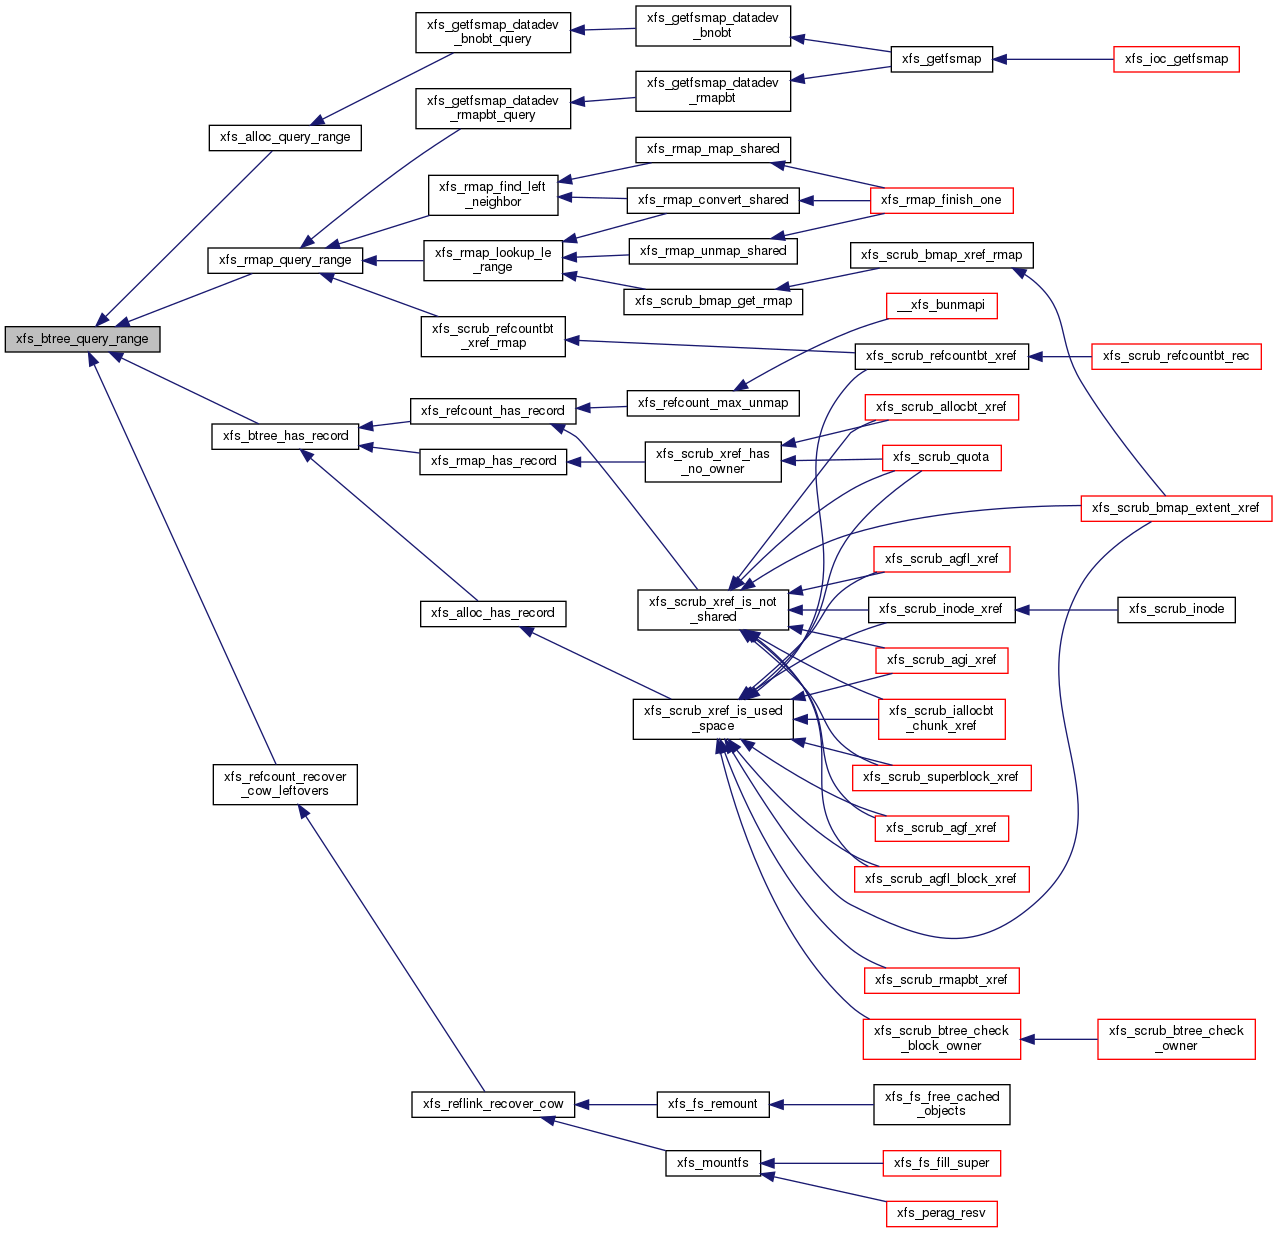 xfs_getfsmap_datadev
_bnobt_query
xfs_getfsmap_datadev
_bnobt
xfs_getfsmap
xfs_ioc_getfsmap
xfs_getfsmap_datadev
_rmapbt_query
xfs_getfsmap_datadev
_rmapbt
xfs_alloc_query_range
xfs_rmap_map_shared
xfs_rmap_find_left
_neighbor
xfs_rmap_convert_shared
xfs_rmap_finish_one
xfs_rmap_query_range
xfs_rmap_lookup_le
_range
xfs_rmap_unmap_shared
xfs_scrub_bmap_xref_rmap
xfs_scrub_bmap_get_rmap
__xfs_bunmapi
xfs_btree_query_range
xfs_scrub_refcountbt
_xref_rmap
xfs_scrub_refcountbt_xref
xfs_scrub_refcountbt_rec
xfs_refcount_has_record
xfs_refcount_max_unmap
xfs_scrub_allocbt_xref
xfs_btree_has_record
xfs_rmap_has_record
xfs_scrub_xref_has
_no_owner
xfs_scrub_quota
xfs_scrub_bmap_extent_xref
xfs_scrub_agfl_xref
xfs_alloc_has_record
xfs_scrub_xref_is_not
_shared
xfs_scrub_inode_xref
xfs_scrub_inode
xfs_scrub_agi_xref
xfs_scrub_xref_is_used
_space
xfs_scrub_iallocbt
_chunk_xref
xfs_refcount_recover
_cow_leftovers
xfs_scrub_superblock_xref
xfs_scrub_agf_xref
xfs_scrub_agfl_block_xref
xfs_scrub_rmapbt_xref
xfs_scrub_btree_check
_block_owner
xfs_scrub_btree_check
_owner
xfs_reflink_recover_cow
xfs_fs_remount
xfs_fs_free_cached
_objects
xfs_mountfs
xfs_fs_fill_super
xfs_perag_resv